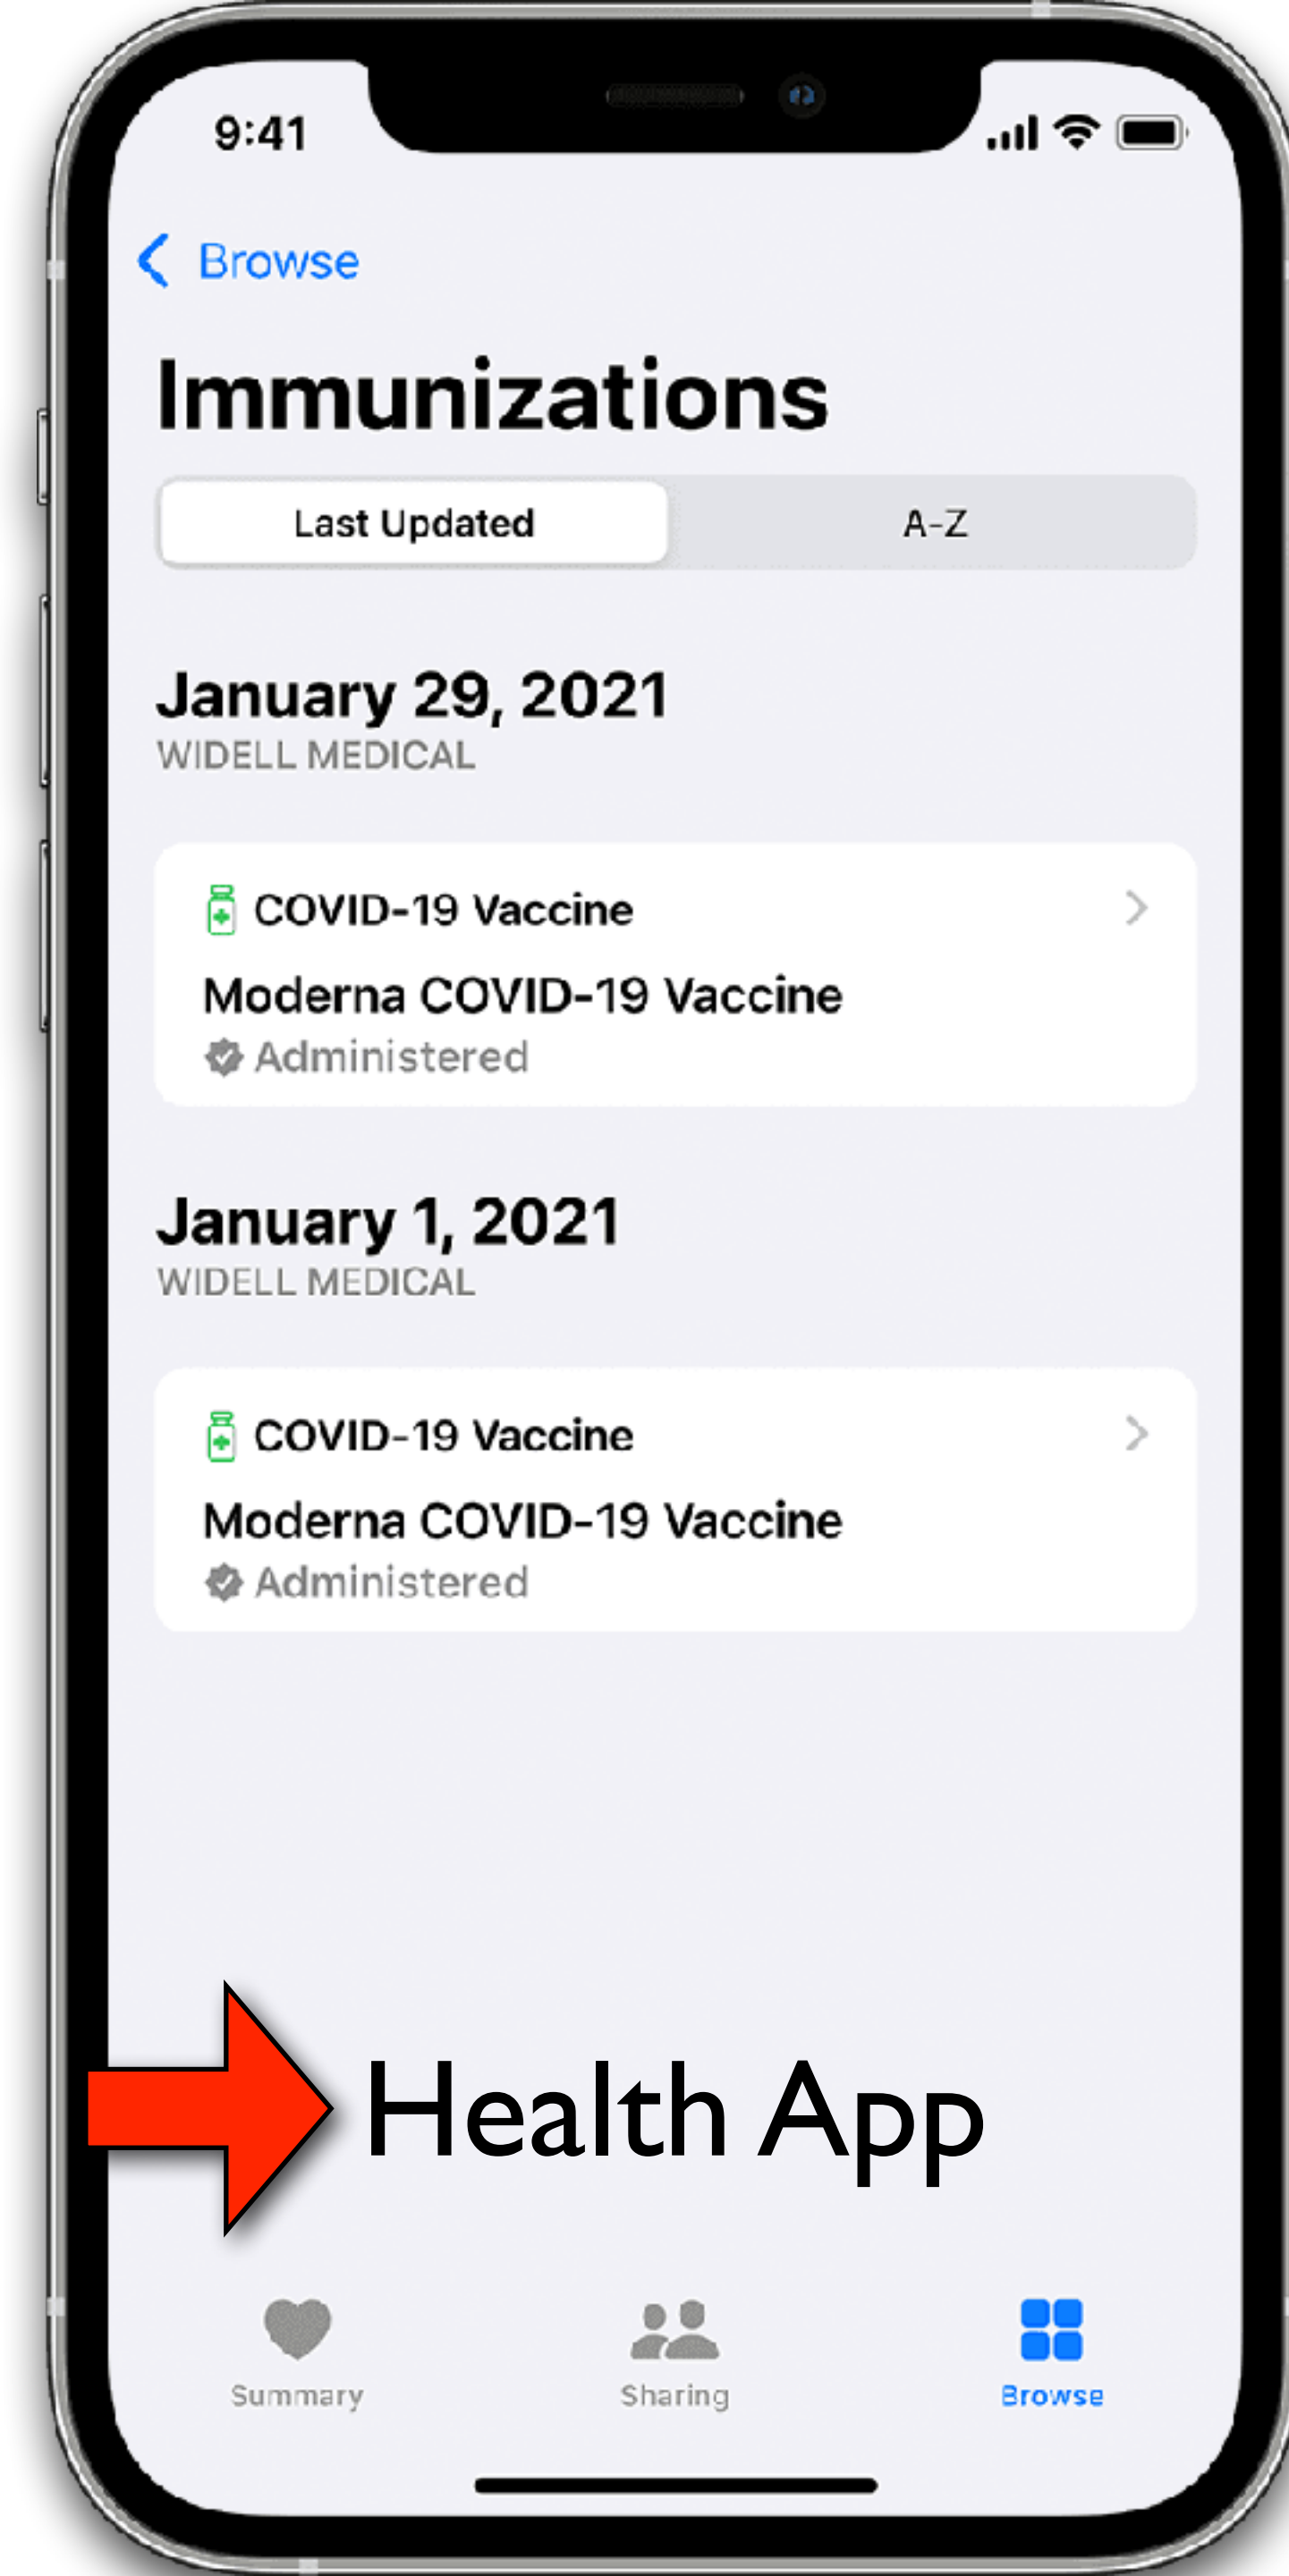 9:41
Browse
Immunizations
Last Updated A-Z
January 29, 2021
WIDELL MEDICAL
COVID-19 Vaccine
Moderna COVID-19 Vaccine
Administered
January 1, 2021
WIDELL MEDICAL
COVID-19 Vaccine
Moderna COVID-19 Vaccine
Administered
Health App
Summary Sharing Browse